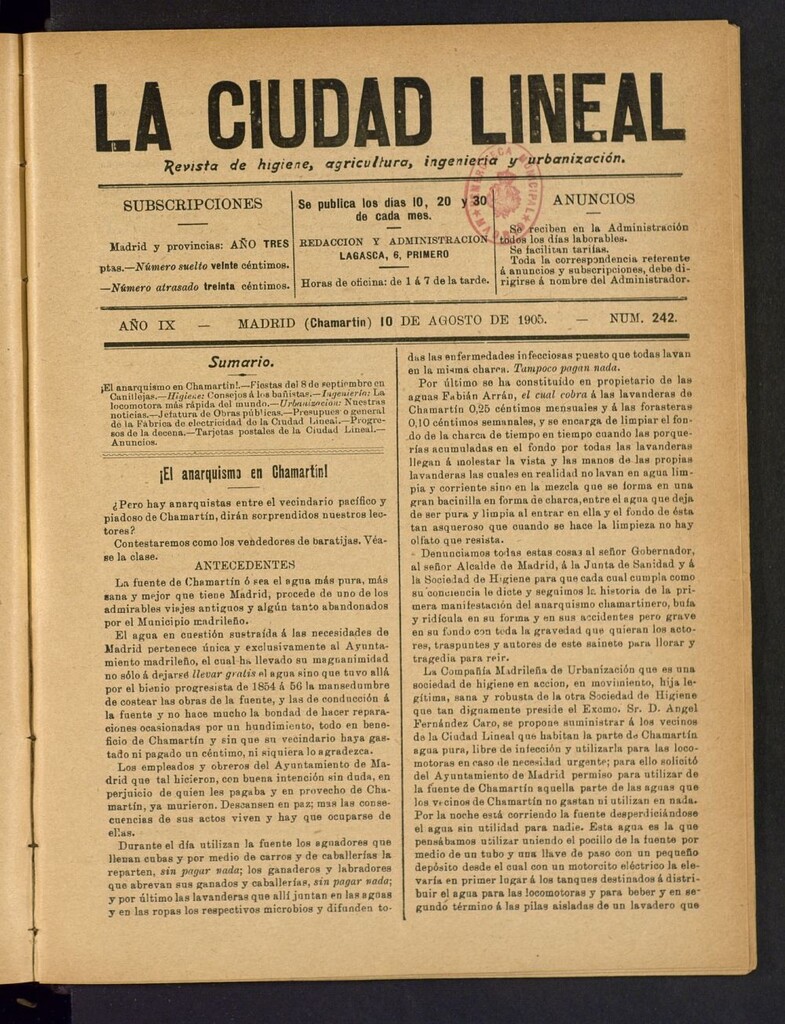 LA CIUDAD LINEAL
Revista de higiene, agricultura, ingeniería y urbanización.
SUBSCRIPCIONES
Madrid y provincias: AÑO TRES
ptas.—Número suelto veinte céntimos.
—Número atrasado treinta céntimos.
Se publica los días 10, 20 y 30
de cada mes.
REDACCION Y ADMINISTRACION
LAGASCA, 6, PRIMERO
Horas de oficina: de 1 á 7 de la tarde.
ANUNCIOS
Se reciben en la Administración
todos los días laborables.
Se facilitan tarifas.
Toda la correspondencia referente
á anuncios y subscripciones, debe di-
rigirse á nombre del Administrador.
HEMEROTECA MUNICIPAL
MADRID
AÑO IX — MADRID (Chamartín) 10 DE AGOSTO DE 1905. — NUM. 242.
Sumario.
¡El anarquismo en Chamartín!.—Fiestas del 8 de septiembre en
Canillejas.—Higiene: Consejos á los bañistas.—Ingeniería: La
locomotora más rápida del mundo.—Urbanización: Nuestras
noticias.—Jefatura de Obras públicas.—Presupues o general
de la Fábrica de electricidad de la Ciudad Lineal.—Progre-
sos de la decena.—Tarjetas postales de la Ciudad Lineal.—
Anuncios.
¡El anarquismo en Chamartín!
¿Pero hay anarquistas entre el vecindario pacífico y
piadoso de Chamartín, dirán sorprendidos nuestros lec-
tores?
Contestaremos como los vendedores de baratijas. Véa-
se la clase.
ANTECEDENTES
La fuente de Chamartín ó sea el agua más pura, más
sana y mejor que tiene Madrid, procede de uno de los
admirables viajes antiguos y algún tanto abandonados
por el Municipio madrileño.
El agua en cuestión sustraída á las necesidades de
Madrid pertenece única y exclusivamente al Ayunta-
miento madrileño, el cual ha llevado su magnanimidad
no sólo á dejarse llevar gratis el agua sino que tuvo allá
por el bienio progresista de 1854 á 56 la mansedumbre
de costear las obras de la fuente, y las de conducción á
la fuente y no hace mucho la bondad de hacer repara-
ciones ocasionadas por un hundimiento, todo en bene-
ficio de Chamartín y sin que su vecindario haya gas-
tado ni pagado un céntimo, ni siquiera lo agradezca.
Los empleados y obreros del Ayuntamiento de Ma-
drid que tal hicieron, con buena intención sin duda, en
perjuicio de quien les pagaba y en provecho de Cha-
martín, ya murieron. Descansen en paz; mas las conse-
cuencias de sus actos viven y hay que ocuparse de
ellas.
Durante el día utilizan la fuente los aguadores que
llenan cubas y por medio de carros y de caballerías la
reparten, sin pagar nada; los ganaderos y labradores
que abrevan sus ganados y caballerías, sin pagar nada;
y por último las lavanderas que allí juntan en las aguas
y en las ropas los respectivos microbios y difunden to-
das las enfermedades infecciosas puesto que todas lavan
en la misma charca. Tampoco pagan nada.
Por último se ha constituído en propietario de las
aguas Fabián Arrán, el cual cobra á las lavanderas de
Chamartín 0,25 céntimos mensuales y á las forasteras
0,10 céntimos semanales, y se encarga de limpiar el fon-
do de la charca de tiempo en tiempo cuando las porque-
rías acumuladas en el fondo por todas las lavanderas
llegan á molestar la vista y las manos de las propias
lavanderas las cuales en realidad no lavan en agua lim-
pia y corriente sino en la mezcla que se forma en una
gran bacinilla en forma de charca, entre el agua que deja
de ser pura y limpia al entrar en ella y el fondo de ésta
tan asqueroso que cuando se hace la limpieza no hay
olfato que resista.
Denunciamos todas estas cosas al señor Gobernador,
al señor Alcalde de Madrid, á la Junta de Sanidad y á
la Sociedad de Higiene para que cada cual cumpla como
su conciencia le dicte y seguimos la historia de la pri-
mera manifestación del anarquismo chamartinero, bufa
y ridícula en su forma y en sus accidentes pero grave
en su fondo con toda la gravedad que quieran los acto-
res, traspuntes y autores de este sainete para llorar y
tragedia para reir.
La Compañía Madrileña de Urbanización que es una
sociedad de higiene en accion, en movimiento, hija le-
gítima, sana y robusta de la otra Sociedad de Higiene
que tan dignamente preside el Excmo. Sr. D. Angel
Fernández Caro, se propone suministrar á los vecinos
de la Ciudad Lineal que habitan la parte de Chamartín
agua pura, libre de infección y utilizarla para las loco-
motoras en caso de necesidad urgente; para ello solicitó
del Ayuntamiento de Madrid permiso para utilizar de
la fuente de Chamartín aquella parte de las aguas que
los vecinos de Chamartín no gastan ni utilizan en nada.
Por la noche está corriendo la fuente desperdiciándose
el agua sin utilidad para nadie. Esta agua es la que
pensábamos utilizar uniendo el pocillo de la fuente por
medio de un tubo y una llave de paso con un pequeño
depósito desde el cual con un motorcito eléctrico la ele-
varía en primer lugar á los tanques destinados á distri-
buir el agua para las locomotoras y para beber y en se-
gundo término á las pilas aisladas de un lavadero que